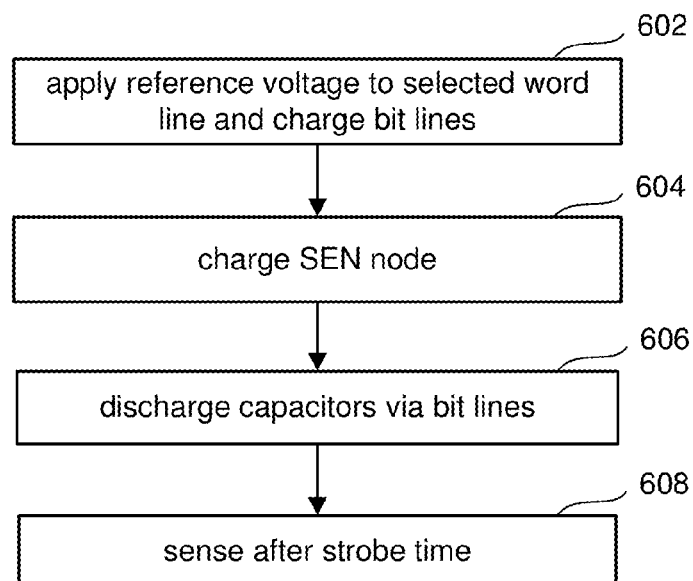 602
apply reference voltage to selected word
line and charge bit lines
604
charge SEN node
606
discharge capacitors via bit lines
608
sense after strobe time